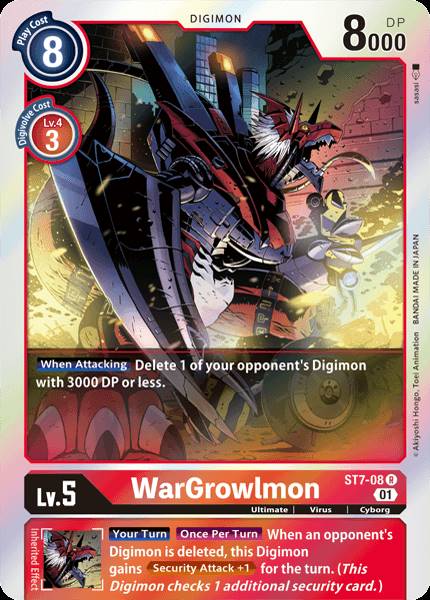 Play Cost
8
DIGIMON
8000 DP
Digivolve Cost
Lv.4
3
sasasi
© Akiyoshi Hongo, Toei Animation BANDAI MADE IN JAPAN
When Attacking Delete 1 of your opponent's Digimon
with 3000 DP or less.
Lv.5
WarGrowlmon
ST7-08 R
01
Ultimate | Virus | Cyborg
Inherited Effect
Your Turn Once Per Turn When an opponent's
Digimon is deleted, this Digimon
gains Security Attack +1 for the turn. (This
Digimon checks 1 additional security card.)